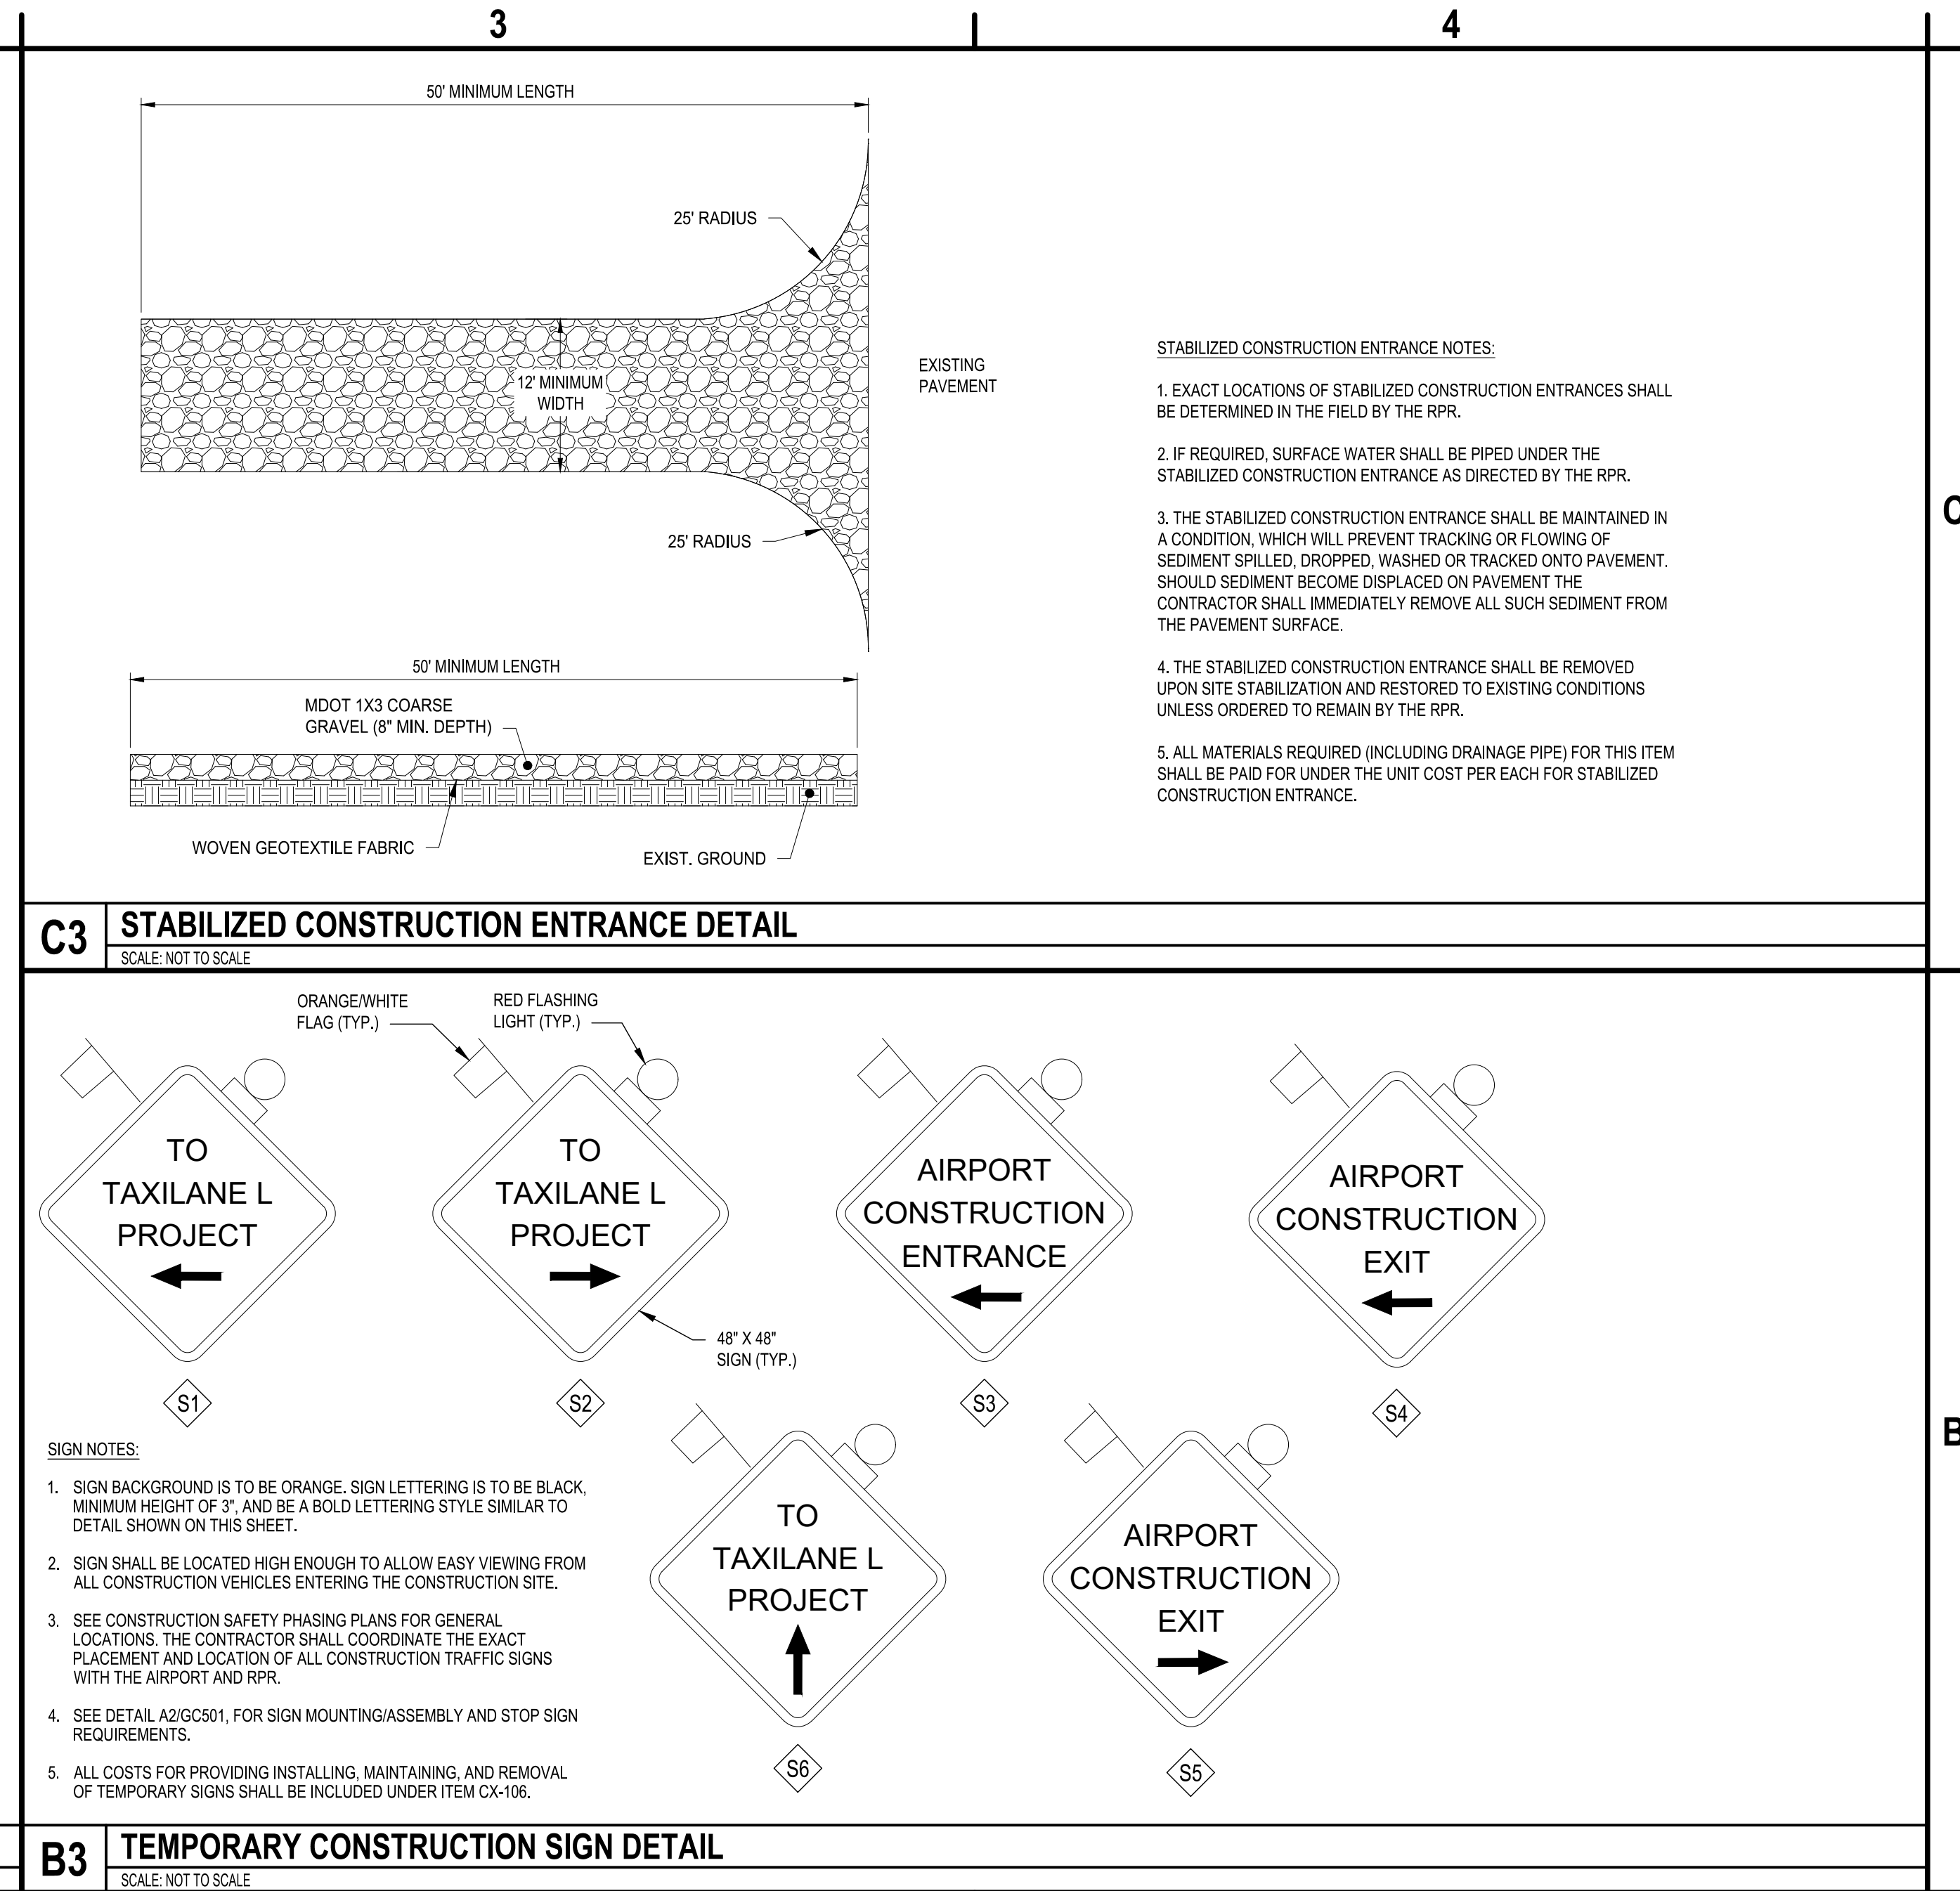 3
4
50' MINIMUM LENGTH
25' RADIUS
12' MINIMUM
WIDTH
EXISTING
PAVEMENT
25' RADIUS
50' MINIMUM LENGTH
MDOT 1X3 COARSE
GRAVEL (8" MIN. DEPTH)
WOVEN GEOTEXTILE FABRIC
EXIST. GROUND
STABILIZED CONSTRUCTION ENTRANCE NOTES:
1. EXACT LOCATIONS OF STABILIZED CONSTRUCTION ENTRANCES SHALL
BE DETERMINED IN THE FIELD BY THE RPR.
2. IF REQUIRED, SURFACE WATER SHALL BE PIPED UNDER THE
STABILIZED CONSTRUCTION ENTRANCE AS DIRECTED BY THE RPR.
3. THE STABILIZED CONSTRUCTION ENTRANCE SHALL BE MAINTAINED IN
A CONDITION, WHICH WILL PREVENT TRACKING OR FLOWING OF
SEDIMENT SPILLED, DROPPED, WASHED OR TRACKED ONTO PAVEMENT.
SHOULD SEDIMENT BECOME DISPLACED ON PAVEMENT THE
CONTRACTOR SHALL IMMEDIATELY REMOVE ALL SUCH SEDIMENT FROM
THE PAVEMENT SURFACE.
4. THE STABILIZED CONSTRUCTION ENTRANCE SHALL BE REMOVED
UPON SITE STABILIZATION AND RESTORED TO EXISTING CONDITIONS
UNLESS ORDERED TO REMAIN BY THE RPR.
5. ALL MATERIALS REQUIRED (INCLUDING DRAINAGE PIPE) FOR THIS ITEM
SHALL BE PAID FOR UNDER THE UNIT COST PER EACH FOR STABILIZED
CONSTRUCTION ENTRANCE.
C3
STABILIZED CONSTRUCTION ENTRANCE DETAIL
SCALE: NOT TO SCALE
ORANGE/WHITE
FLAG (TYP.)
RED FLASHING
LIGHT (TYP.)
TO
TAXILANE L
PROJECT
S1
TO
TAXILANE L
PROJECT
48" X 48"
SIGN (TYP.)
S2
AIRPORT
CONSTRUCTION
ENTRANCE
S3
AIRPORT
CONSTRUCTION
EXIT
S4
SIGN NOTES:
1. SIGN BACKGROUND IS TO BE ORANGE. SIGN LETTERING IS TO BE BLACK,
MINIMUM HEIGHT OF 3", AND BE A BOLD LETTERING STYLE SIMILAR TO
DETAIL SHOWN ON THIS SHEET.
2. SIGN SHALL BE LOCATED HIGH ENOUGH TO ALLOW EASY VIEWING FROM
ALL CONSTRUCTION VEHICLES ENTERING THE CONSTRUCTION SITE.
3. SEE CONSTRUCTION SAFETY PHASING PLANS FOR GENERAL
LOCATIONS. THE CONTRACTOR SHALL COORDINATE THE EXACT
PLACEMENT AND LOCATION OF ALL CONSTRUCTION TRAFFIC SIGNS
WITH THE AIRPORT AND RPR.
4. SEE DETAIL A2/GC501, FOR SIGN MOUNTING/ASSEMBLY AND STOP SIGN
REQUIREMENTS.
5. ALL COSTS FOR PROVIDING INSTALLING, MAINTAINING, AND REMOVAL
OF TEMPORARY SIGNS SHALL BE INCLUDED UNDER ITEM CX-106.
TO
TAXILANE L
PROJECT
S6
AIRPORT
CONSTRUCTION
EXIT
S5
B3
TEMPORARY CONSTRUCTION SIGN DETAIL
SCALE: NOT TO SCALE